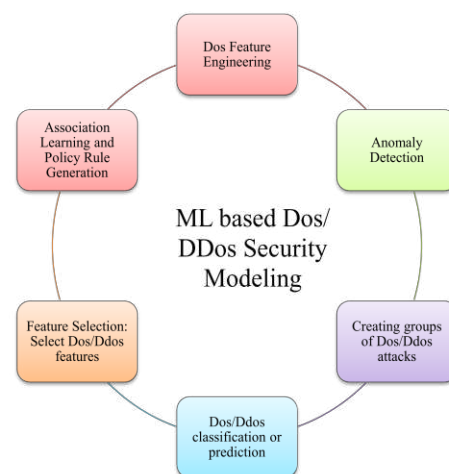 Dos Feature
Engineering
Association
Learning and
Policy Rule
Generation
Anomaly
Detection
ML based Dos/
DDos Security
Modeling
Feature Selection:
Select Dos/Ddos
features
Creating groups
of Dos/Ddos
attacks
Dos/Ddos
classification or
prediction